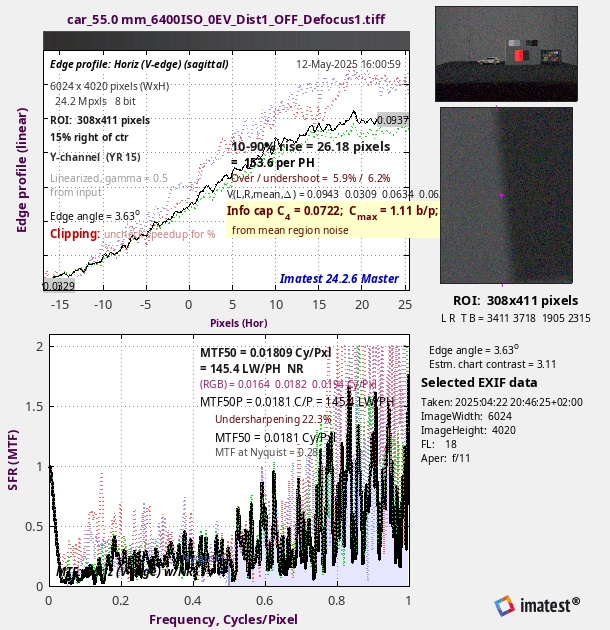 car_55.0 mm_6400ISO_0EV_Dist1_OFF_Defocus1.tiff
Edge profile: Horiz (V-edge) (sagittal)
12-May-2025 16:00:59
6024 x 4020 pixels (WxH)
24.2 Mpxls 8 bit
ROI: 308x411 pixels
15% right of ctr
Y-channel (YR 15)
Linearized, gamma = 0.5
from input
Edge angle = 3.63o
Clipping: uncheck speedup for %
10-90% rise = 26.18 pixels
= 153.6 per PH
Over / undershoot = 5.9% / 6.2%
V(L,R,mean,Δ) = 0.0943 0.0309 0.0634 0.06
Info cap C4 = 0.0722; Cmax = 1.11 b/p;
from mean region noise
Imatest 24.2.6 Master
0.0937
0.0329
Edge profile (linear)
-15 -10 -5 0 5 10 15 20 25
Pixels (Hor)
ROI: 308x411 pixels
L R T B = 3411 3718 1905 2315
Edge angle = 3.63o
Estm. chart contrast = 3.11
Selected EXIF data
Taken: 2025:04:22 20:46:25+02:00
ImageWidth: 6024
ImageHeight: 4020
FL: 18
Aper: f/11
MTF50 = 0.01809 Cy/Pxl
= 145.4 LW/PH NR
(RGB) = 0.0164 0.0182 0.0194 Cy/Pxl
MTF50P = 0.0181 C/P = 145.4 LW/PH
Undersharpening 22.3%
MTF50 = 0.0181 Cy/Pxl
MTF at Nyquist = 0.28
SFR (MTF)
2
1.5
1
0.5
0
0 0.2 0.4 0.6 0.8 1
Frequency, Cycles/Pixel
imatest®